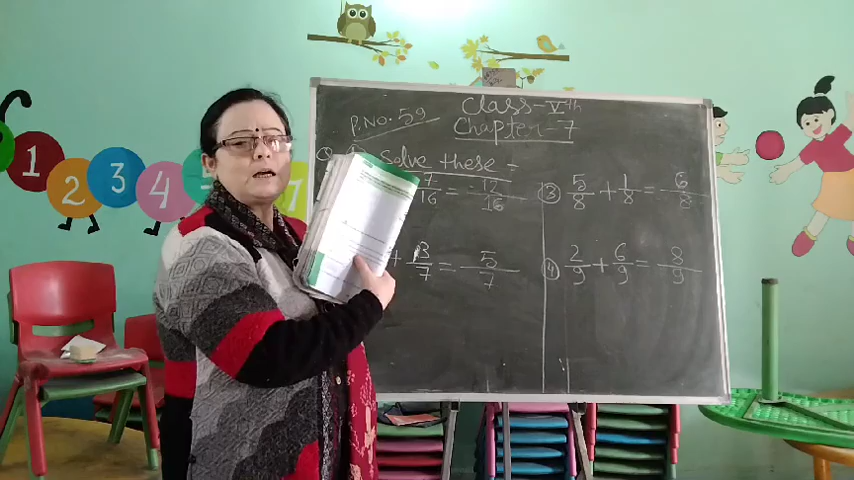 Class-Vth
P.No. 59
Chapter-7
Q Solve these :-
7/16 = 12/16
③ 5/8 + 1/8 = 6/8
+ 3/7 = 5/7
④ 2/9 + 6/9 = 8/9
1 2 3 4